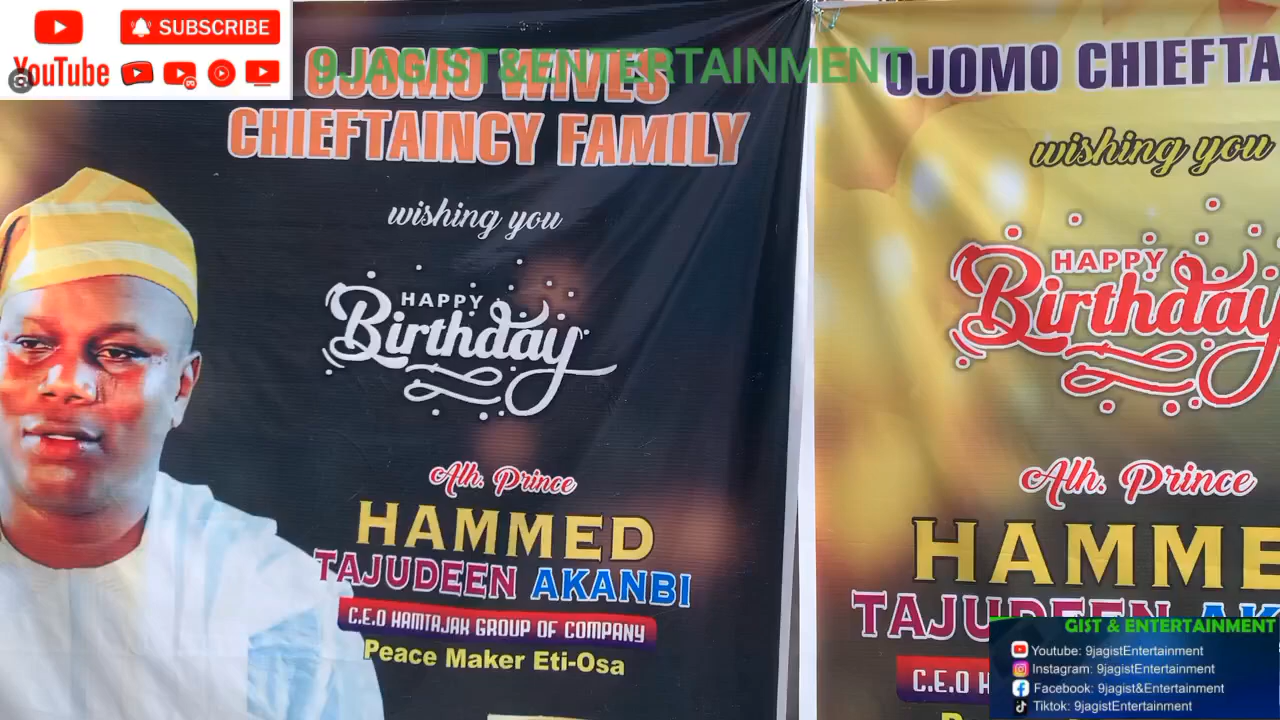 SUBSCRIBE
YouTube
9JAGIST&ENTERTAINMENT
OJOMO WIVES
CHIEFTAINCY FAMILY
wishing you
HAPPY
Birthday
Alh. Prince
HAMMED
TAJUDEEN AKANBI
C.E.O HAMTAJAK GROUP OF COMPANY
Peace Maker Eti-Osa
OJOMO CHIEFTA
wishing you
HAPPY
Birthday
Alh. Prince
HAMME
TAJUDEEN AK
C.E.O H
GIST & ENTERTAINMENT
Youtube: 9jagistEntertainment
Instagram: 9jagistEntertainment
Facebook: 9jagist&Entertainment
Tiktok: 9jagistEntertainment